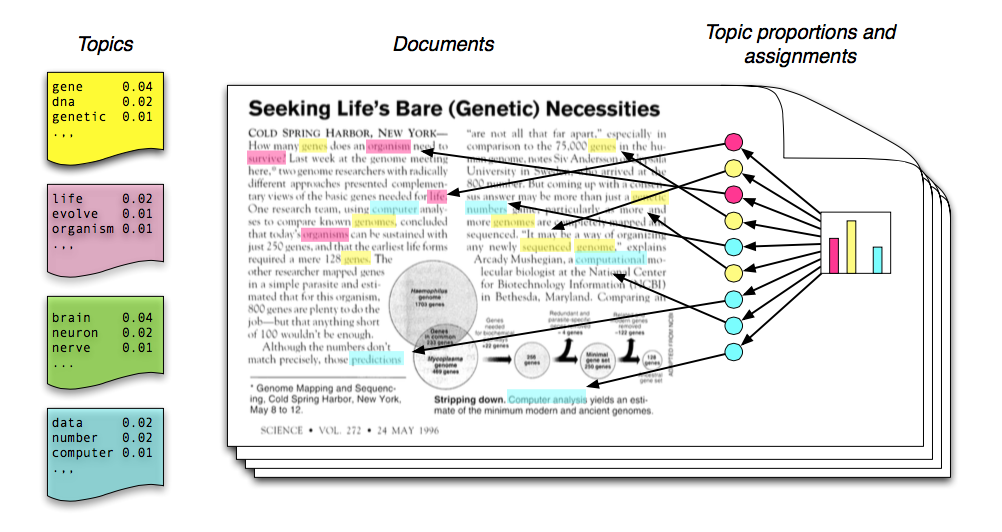 Topics
Documents
Topic proportions and
assignments
gene 0.04
dna 0.02
genetic 0.01
...
life 0.02
evolve 0.01
organism 0.01
...
brain 0.04
neuron 0.02
nerve 0.01
...
data 0.02
number 0.02
computer 0.01
...
Seeking Life's Bare (Genetic) Necessities
COLD SPRING HARBOR, NEW YORK—
How many genes does an organism need to
survive? Last week at the genome meeting
here,* two genome researchers with radically
different approaches presented complemen-
tary views of the basic genes needed for life.
One research team, using computer analy-
ses to compare known genomes, concluded
that today's organisms can be sustained with
just 250 genes, and that the earliest life forms
required a mere 128 genes. The
other researcher mapped genes
in a simple parasite and esti-
mated that for this organism,
800 genes are plenty to do the
job—but that anything short
of 100 wouldn't be enough.
Although the numbers don't
match precisely, those predictions
* Genome Mapping and Sequenc-
ing, Cold Spring Harbor, New York,
May 8 to 12.
"are not all that far apart," especially in
comparison to the 75,000 genes in the hu-
man genome, notes Siv Andersson
University in Sweden, who arrived at the
800 number. But coming up with a consen-
sus answer may be more than just a genetic
numbers game, particularly as more and
more genomes are completely mapped and
sequenced. "It may be a way of organizing
any newly sequenced genome," explains
Arcady Mushegian, a computational mo-
lecular biologist at the National Center
for Biotechnology Information (NCBI)
in Bethesda, Maryland. Comparing an
Haemophilus
genome
1703 genes
Genes
in common
233 genes
Mycoplasma
genome
469 genes
Genes
needed
for biochemical
+22 genes
256
genes
Redundant and
parasite-specific
genes removed
– 4 genes
Minimal
gene set
250 genes
removed
–122 genes
128
genes
gene set
ADAPTED FROM NCBI
Stripping down. Computer analysis yields an esti-
mate of the minimum modern and ancient genomes.
SCIENCE • VOL. 272 • 24 MAY 1996